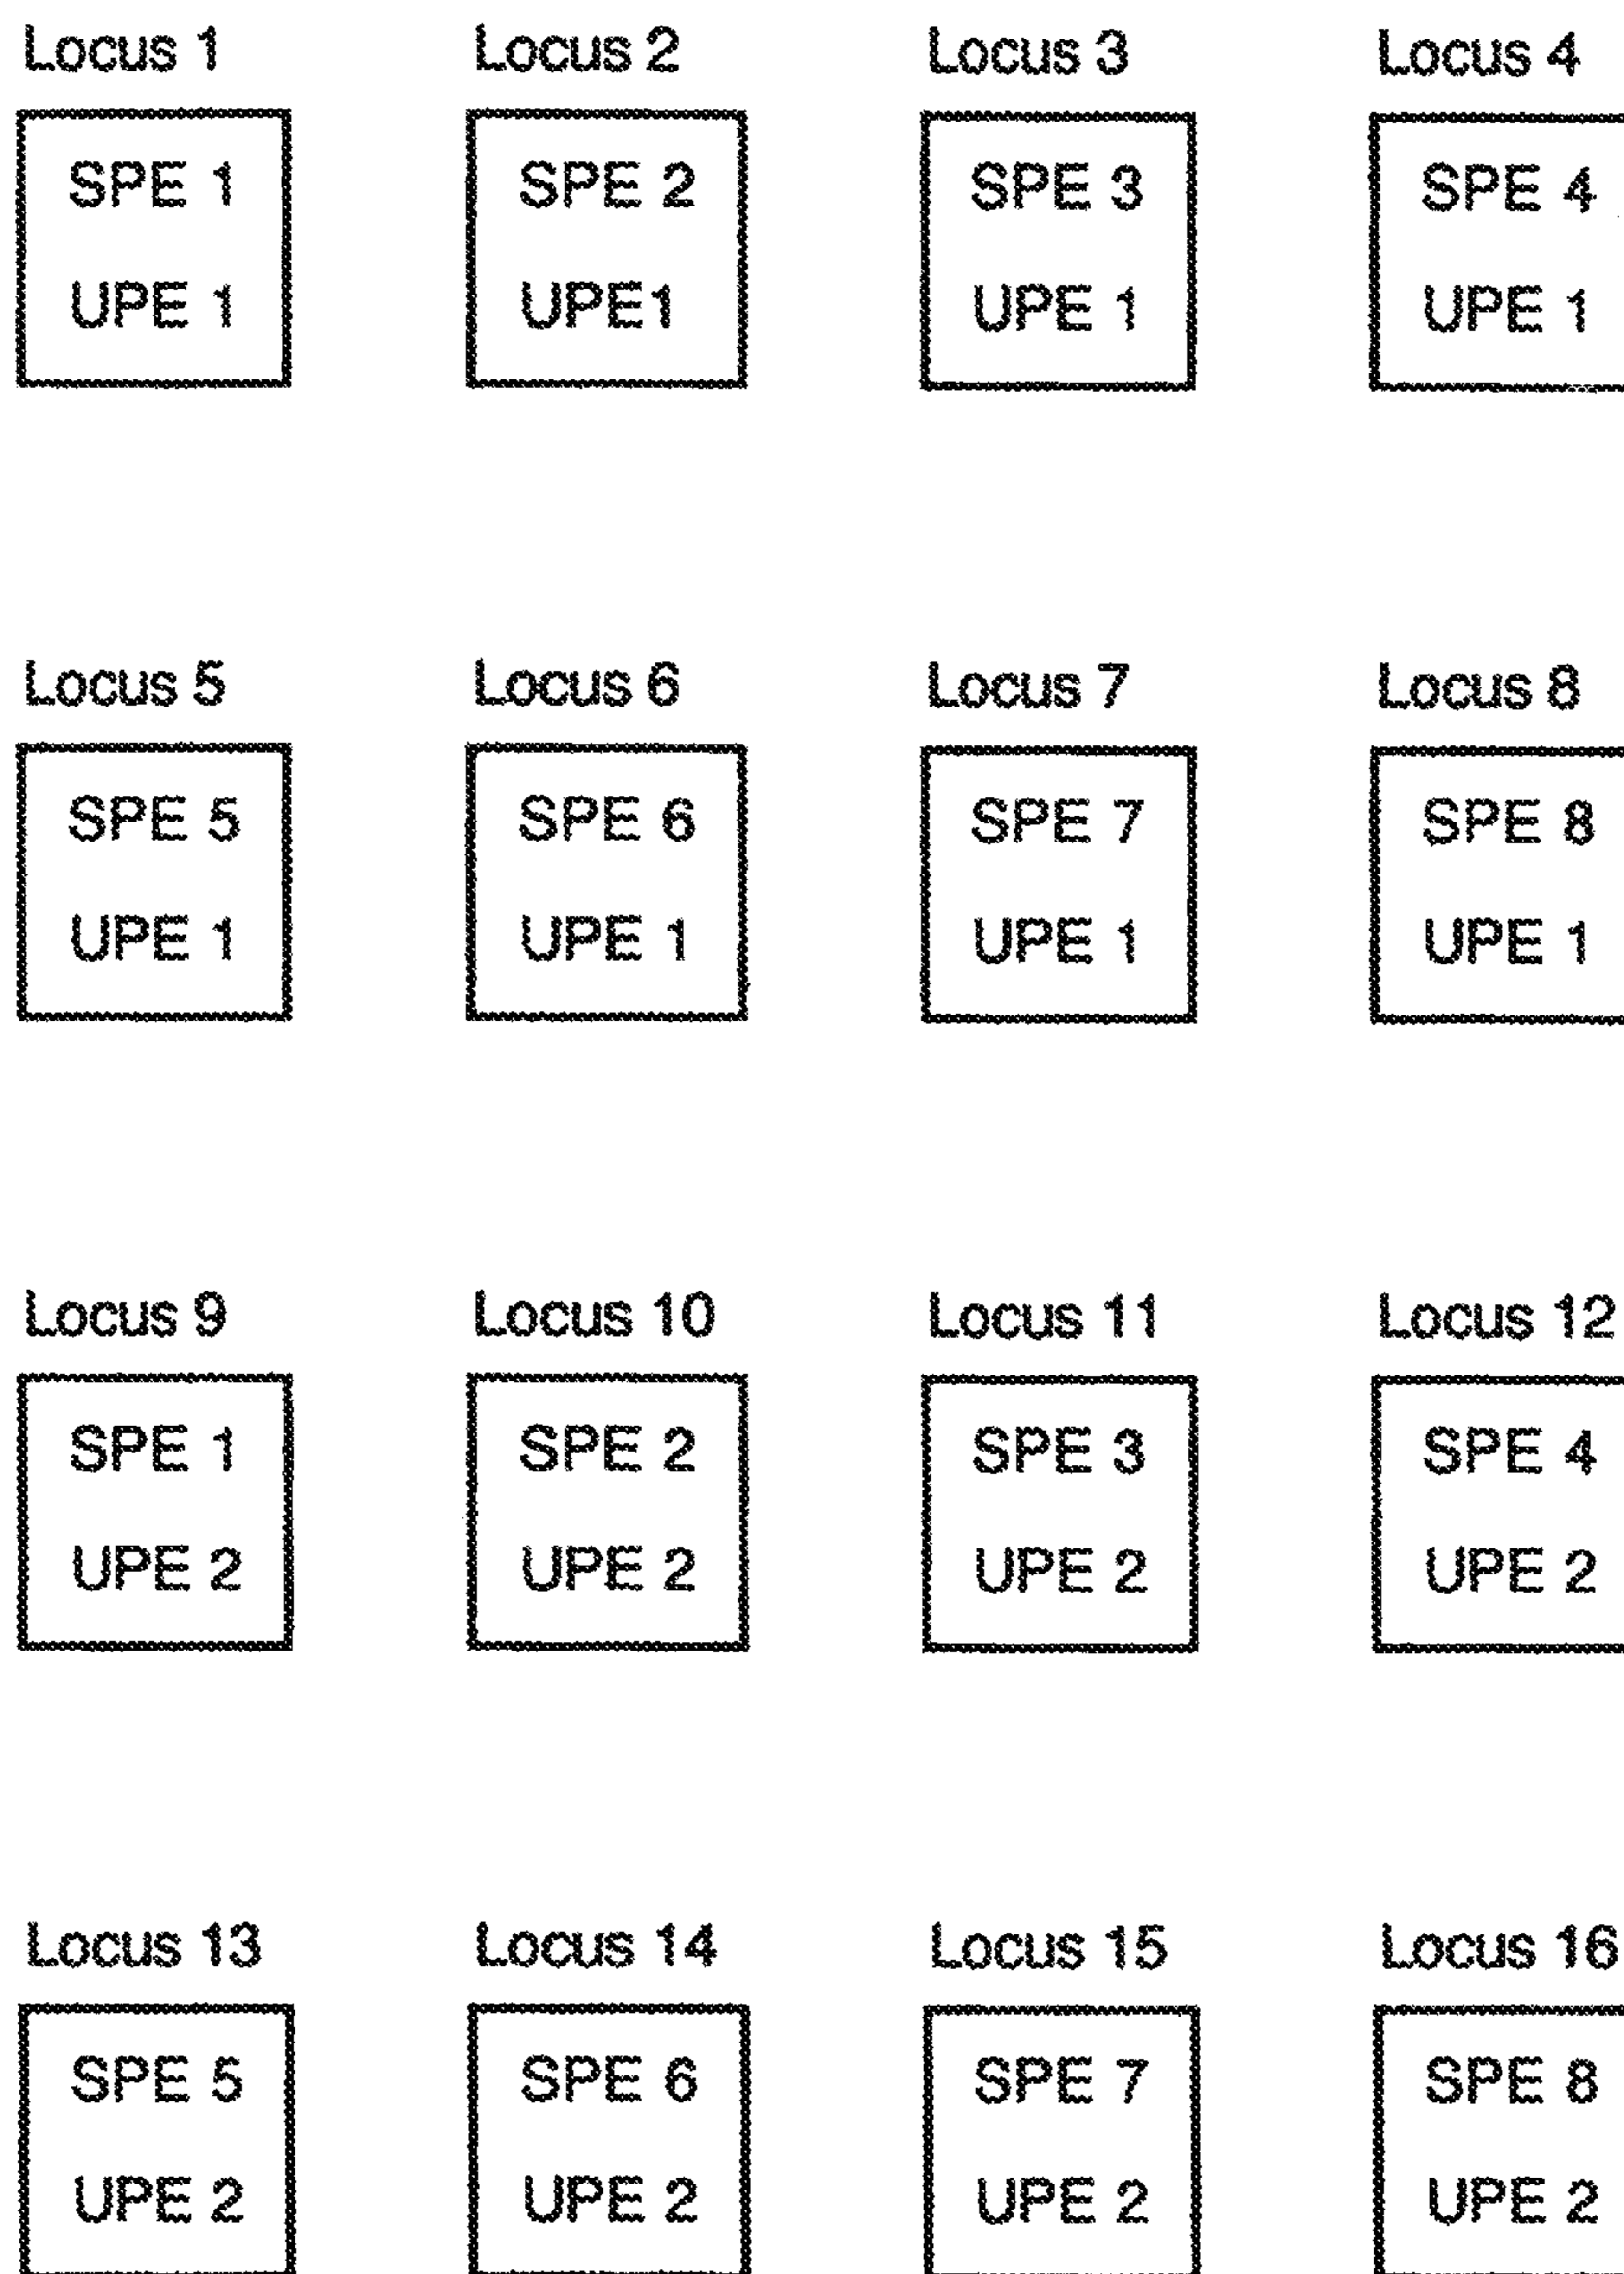 Locus 1 Locus 2 Locus 3 Locus 4
SPE 1 SPE 2 SPE 3 SPE 4
UPE 1 UPE1 UPE 1 UPE 1
Locus 5 Locus 6 Locus 7 Locus 8
SPE 5 SPE 6 SPE 7 SPE 8
UPE 1 UPE 1 UPE 1 UPE 1
Locus 9 Locus 10 Locus 11 Locus 12
SPE 1 SPE 2 SPE 3 SPE 4
UPE 2 UPE 2 UPE 2 UPE 2
Locus 13 Locus 14 Locus 15 Locus 16
SPE 5 SPE 6 SPE 7 SPE 8
UPE 2 UPE 2 UPE 2 UPE 2